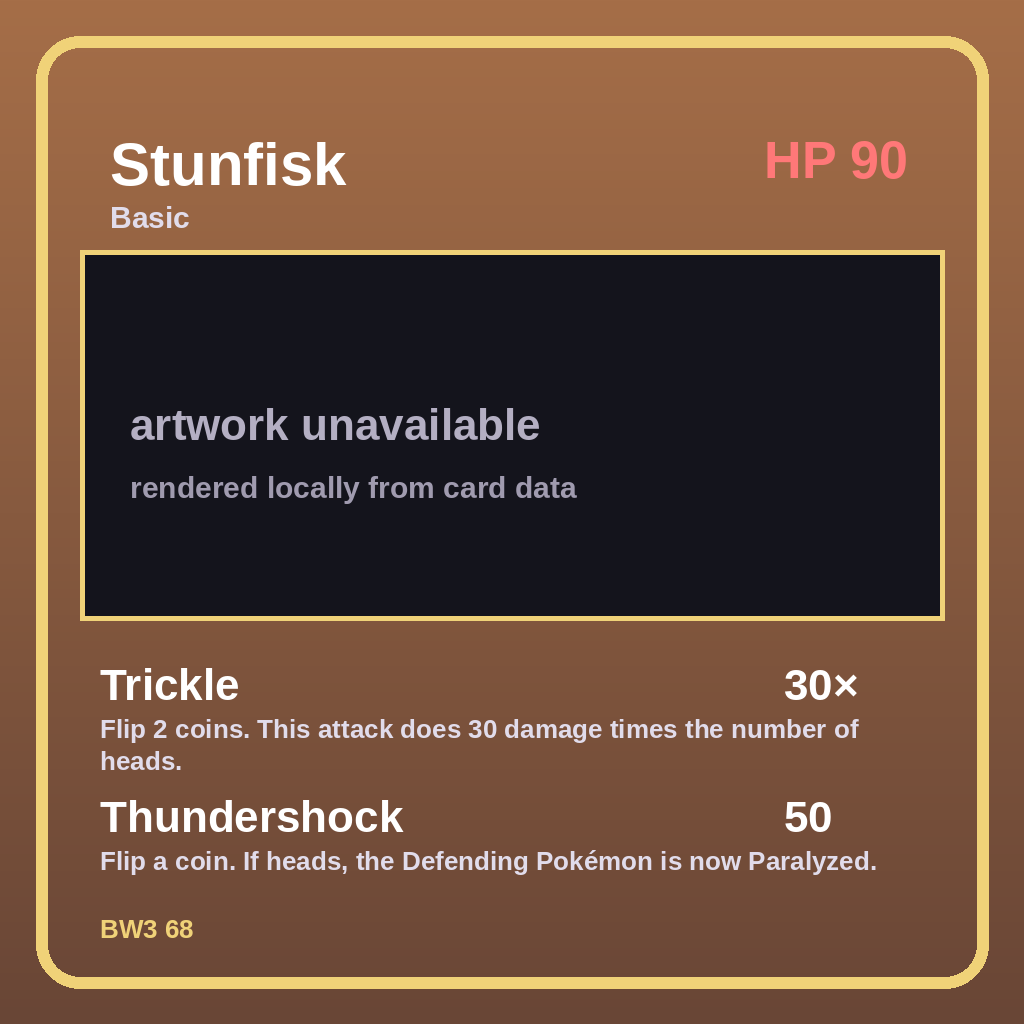 Stunfisk
HP 90
Basic
artwork unavailable
rendered locally from card data
Trickle
30×
Flip 2 coins. This attack does 30 damage times the number of
heads.
Thundershock
50
Flip a coin. If heads, the Defending Pokémon is now Paralyzed.
BW3 68